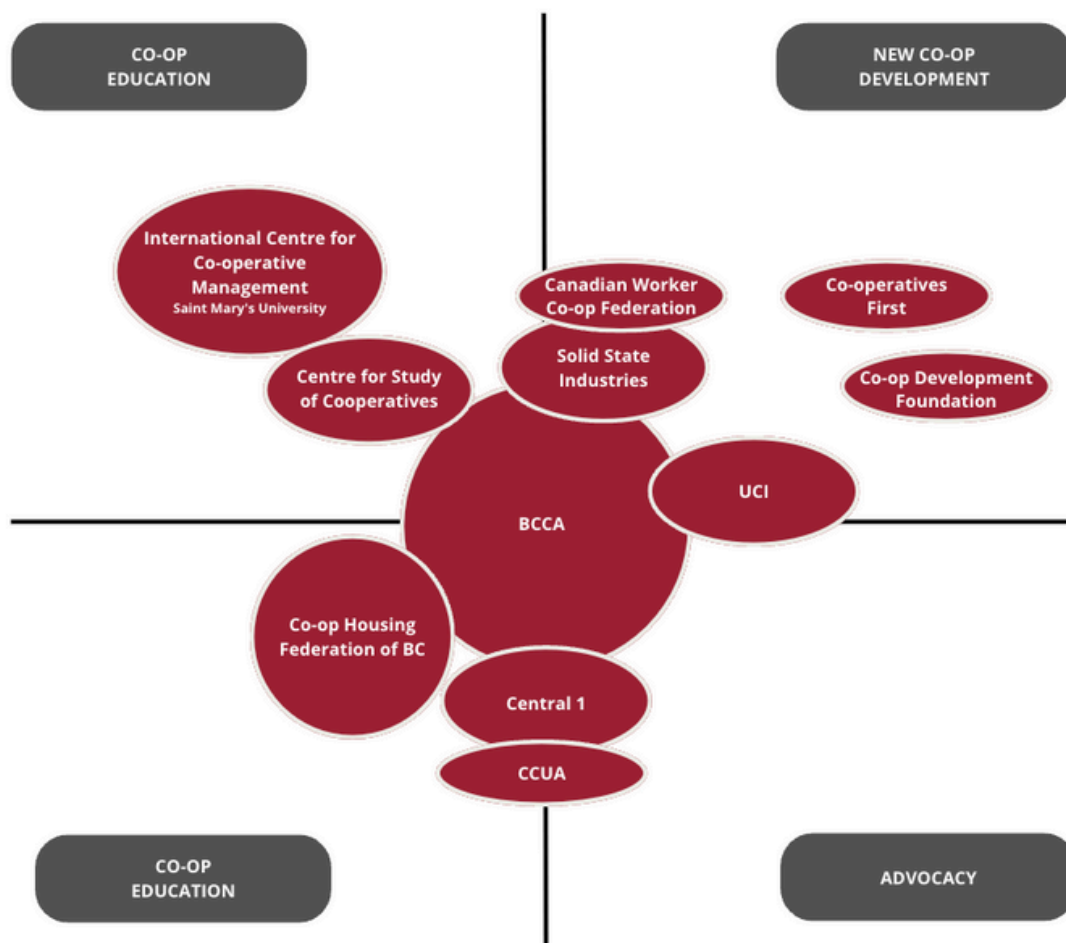 CO-OP
EDUCATION
NEW CO-OP
DEVELOPMENT
International Centre for
Co-operative
Management
Saint Mary's University
Canadian Worker
Co-op Federation
Co-operatives
First
Centre for Study
of Cooperatives
Solid State
Industries
Co-op Development
Foundation
UCI
BCCA
Co-op Housing
Federation of BC
Central 1
CCUA
CO-OP
EDUCATION
ADVOCACY